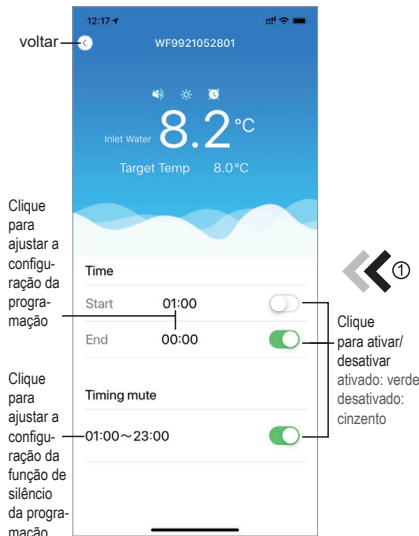 12:17
voltar
WF9921052801
Inlet Water 8.2°C
Target Temp 8.0°C
Clique
para
ajustar a
configu-
ração da
progra-
mação
Time
Start 01:00
End 00:00
①
Clique
para ativar/
desativar
ativado: verde
desativado:
cinzento
Clique
para
ajustar a
configu-
ração da
função de
silêncio
da progra-
mação
Timing mute
01:00～23:00